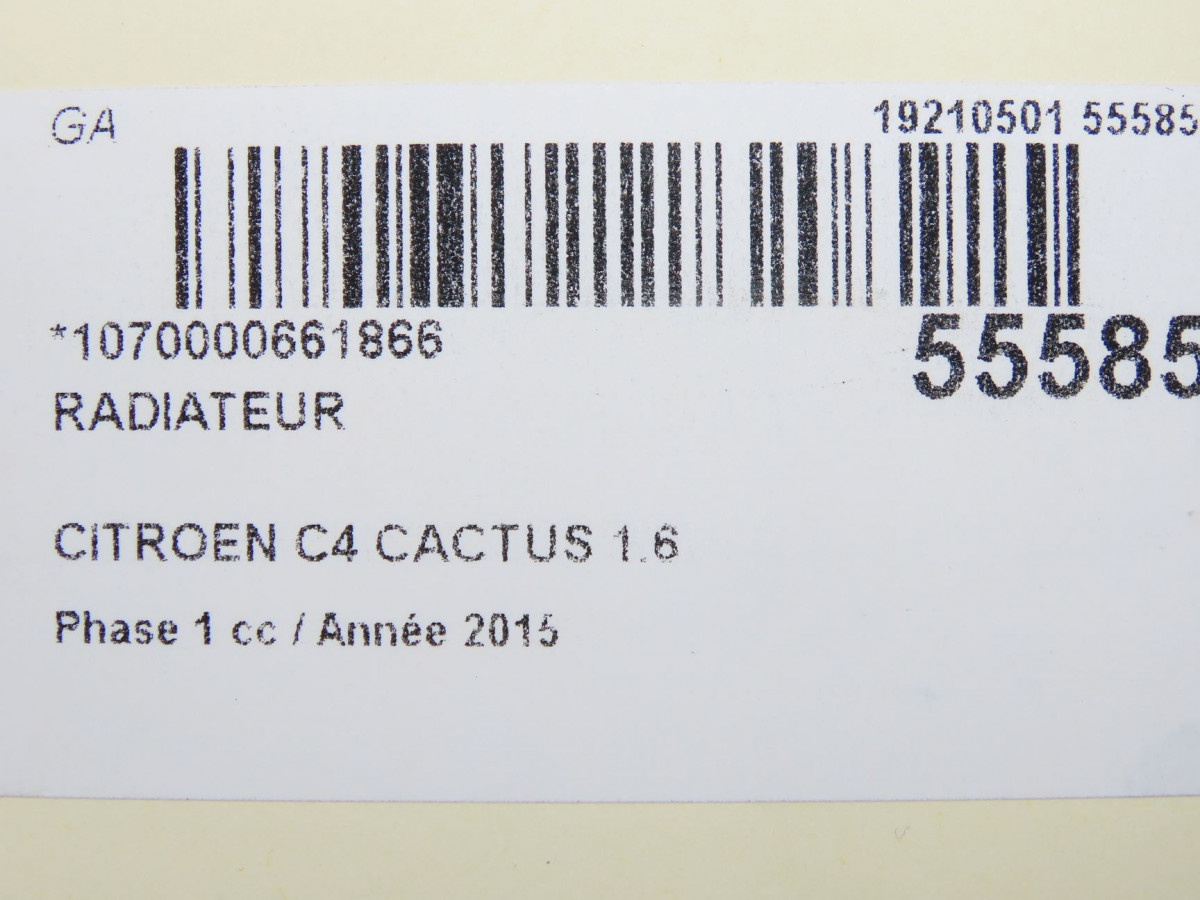 GA
19210501 55585
*1070000661866
55585
RADIATEUR
CITROEN C4 CACTUS 1.6
Phase 1 cc / Année 2015